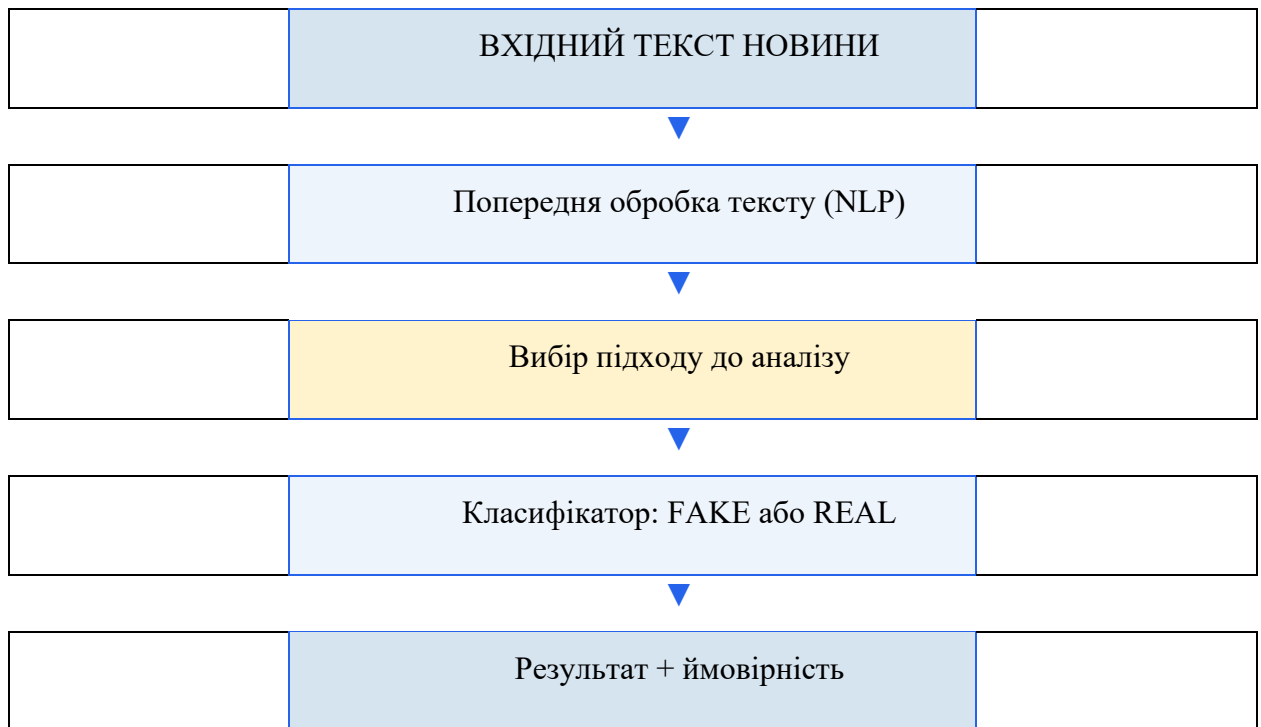 ВХІДНИЙ ТЕКСТ НОВИНИ
Попередня обробка тексту (NLP)
Вибір підходу до аналізу
Класифікатор: FAKE або REAL
Результат + ймовірність